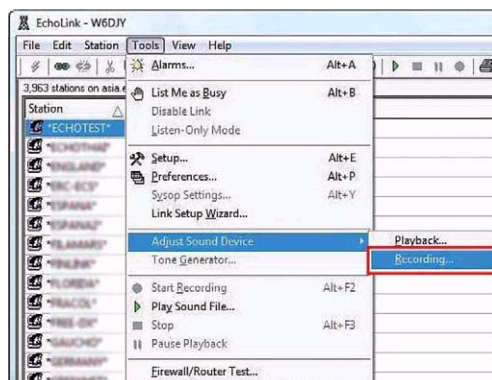 EchoLink - W6DJY
File Edit Station Tools View Help
3,963 stations on asia.e
Station
*ECHOTEST*
Alarms... Alt+A
List Me as Busy Alt+B
Disable Link
Listen-Only Mode
Setup... Alt+E
Preferences... Alt+P
Sysop Settings... Alt+Y
Link Setup Wizard...
Adjust Sound Device
Playback...
Recording...
Tone Generator...
Start Recording Alt+F2
Play Sound File...
Stop Alt+F3
Pause Playback
Firewall/Router Test...